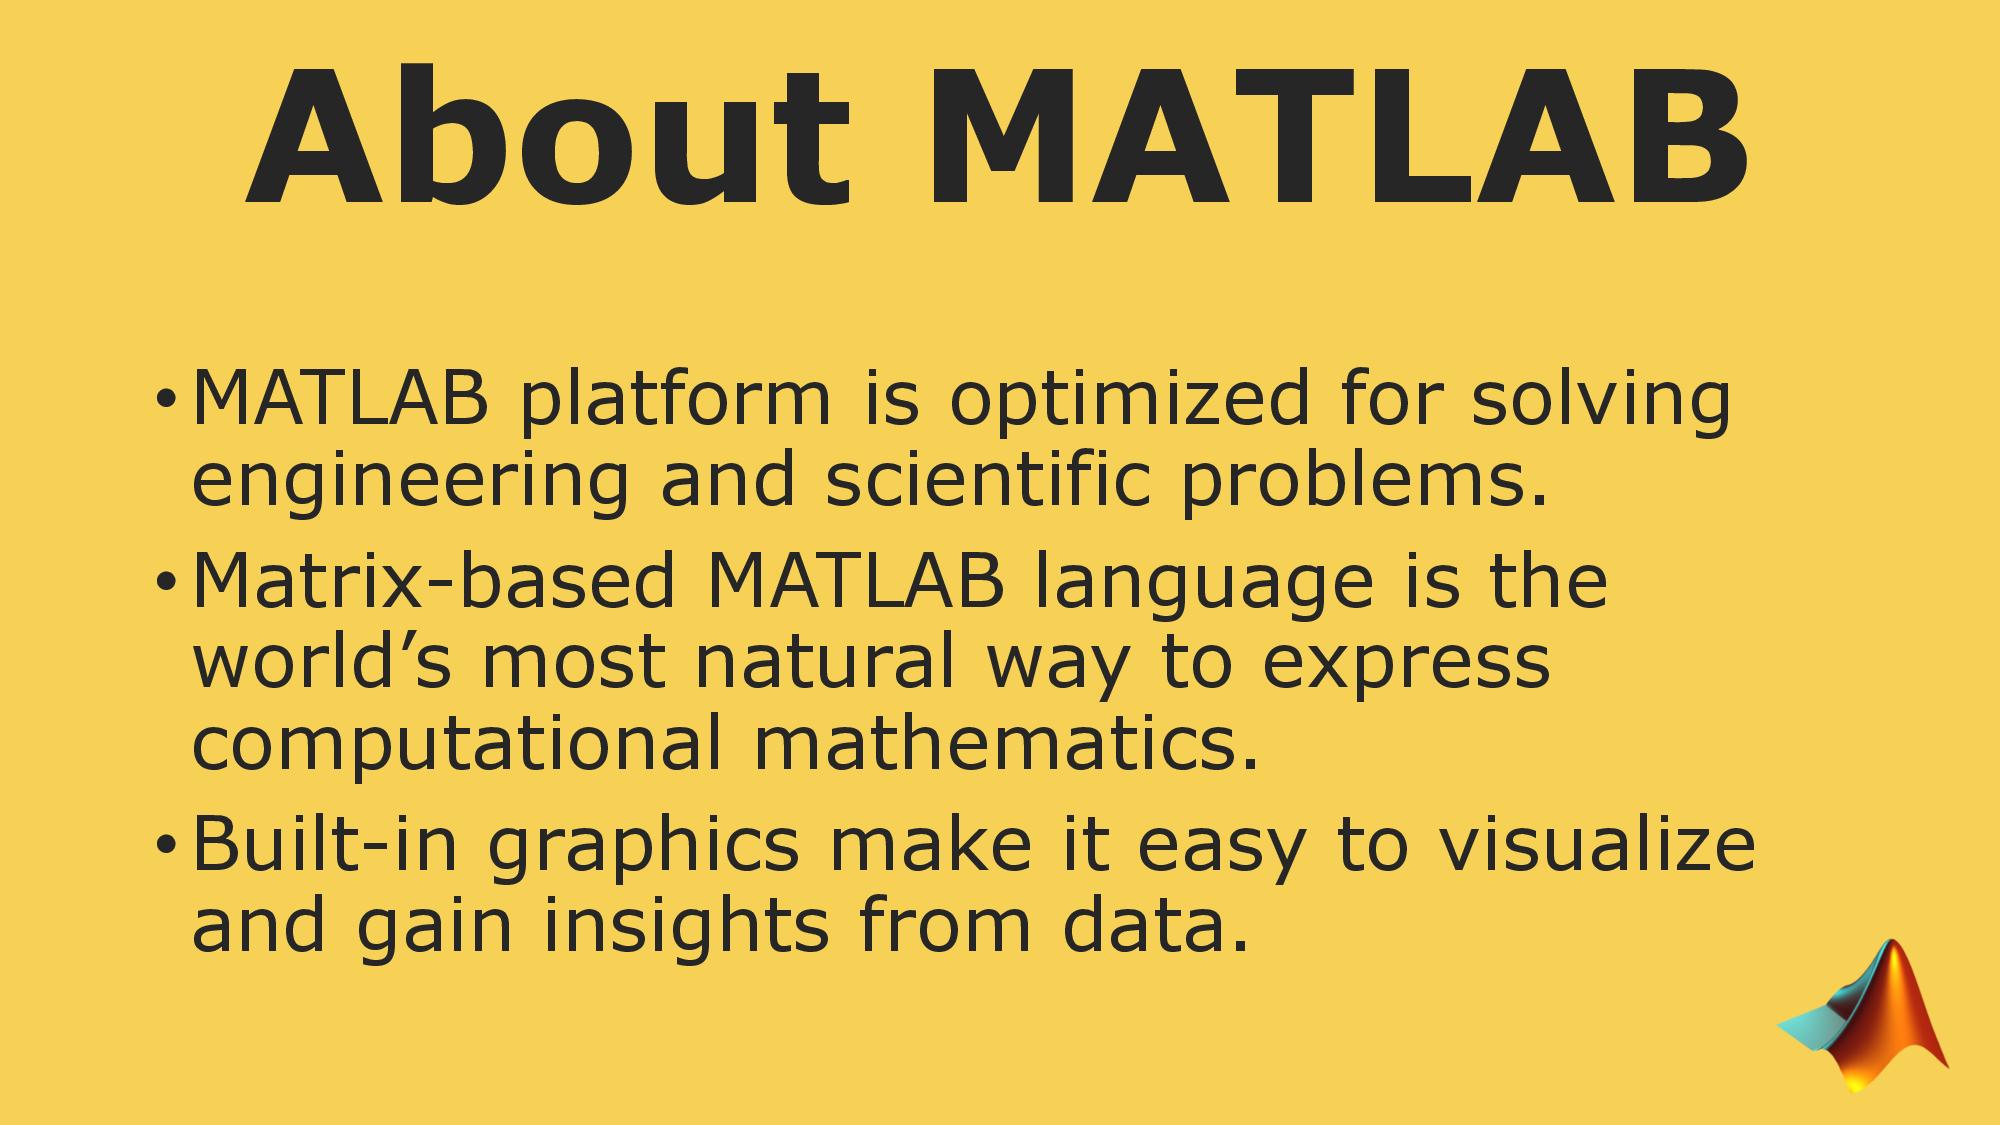 About MATLAB
• MATLAB platform is optimized for solving
engineering and scientific problems.
• Matrix-based MATLAB language is the
world’s most natural way to express
computational mathematics.
• Built-in graphics make it easy to visualize
and gain insights from data.